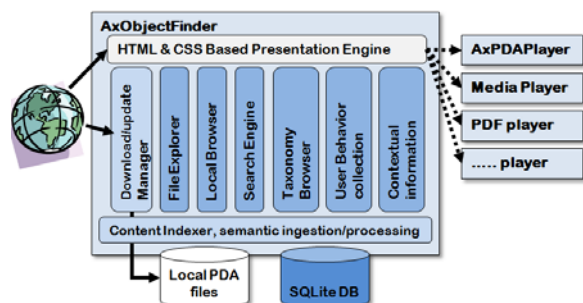 AxObjectFinder
HTML & CSS Based Presentation Engine
Download/update
Manager
File Explorer
Local Browser
Search Engine
Taxonomy
Browser
User Behavior
collection
Contextual
information
Content Indexer, semantic ingestion/processing
Local PDA
files
SQLite DB
AxPDAPlayer
Media Player
PDF player
..... player